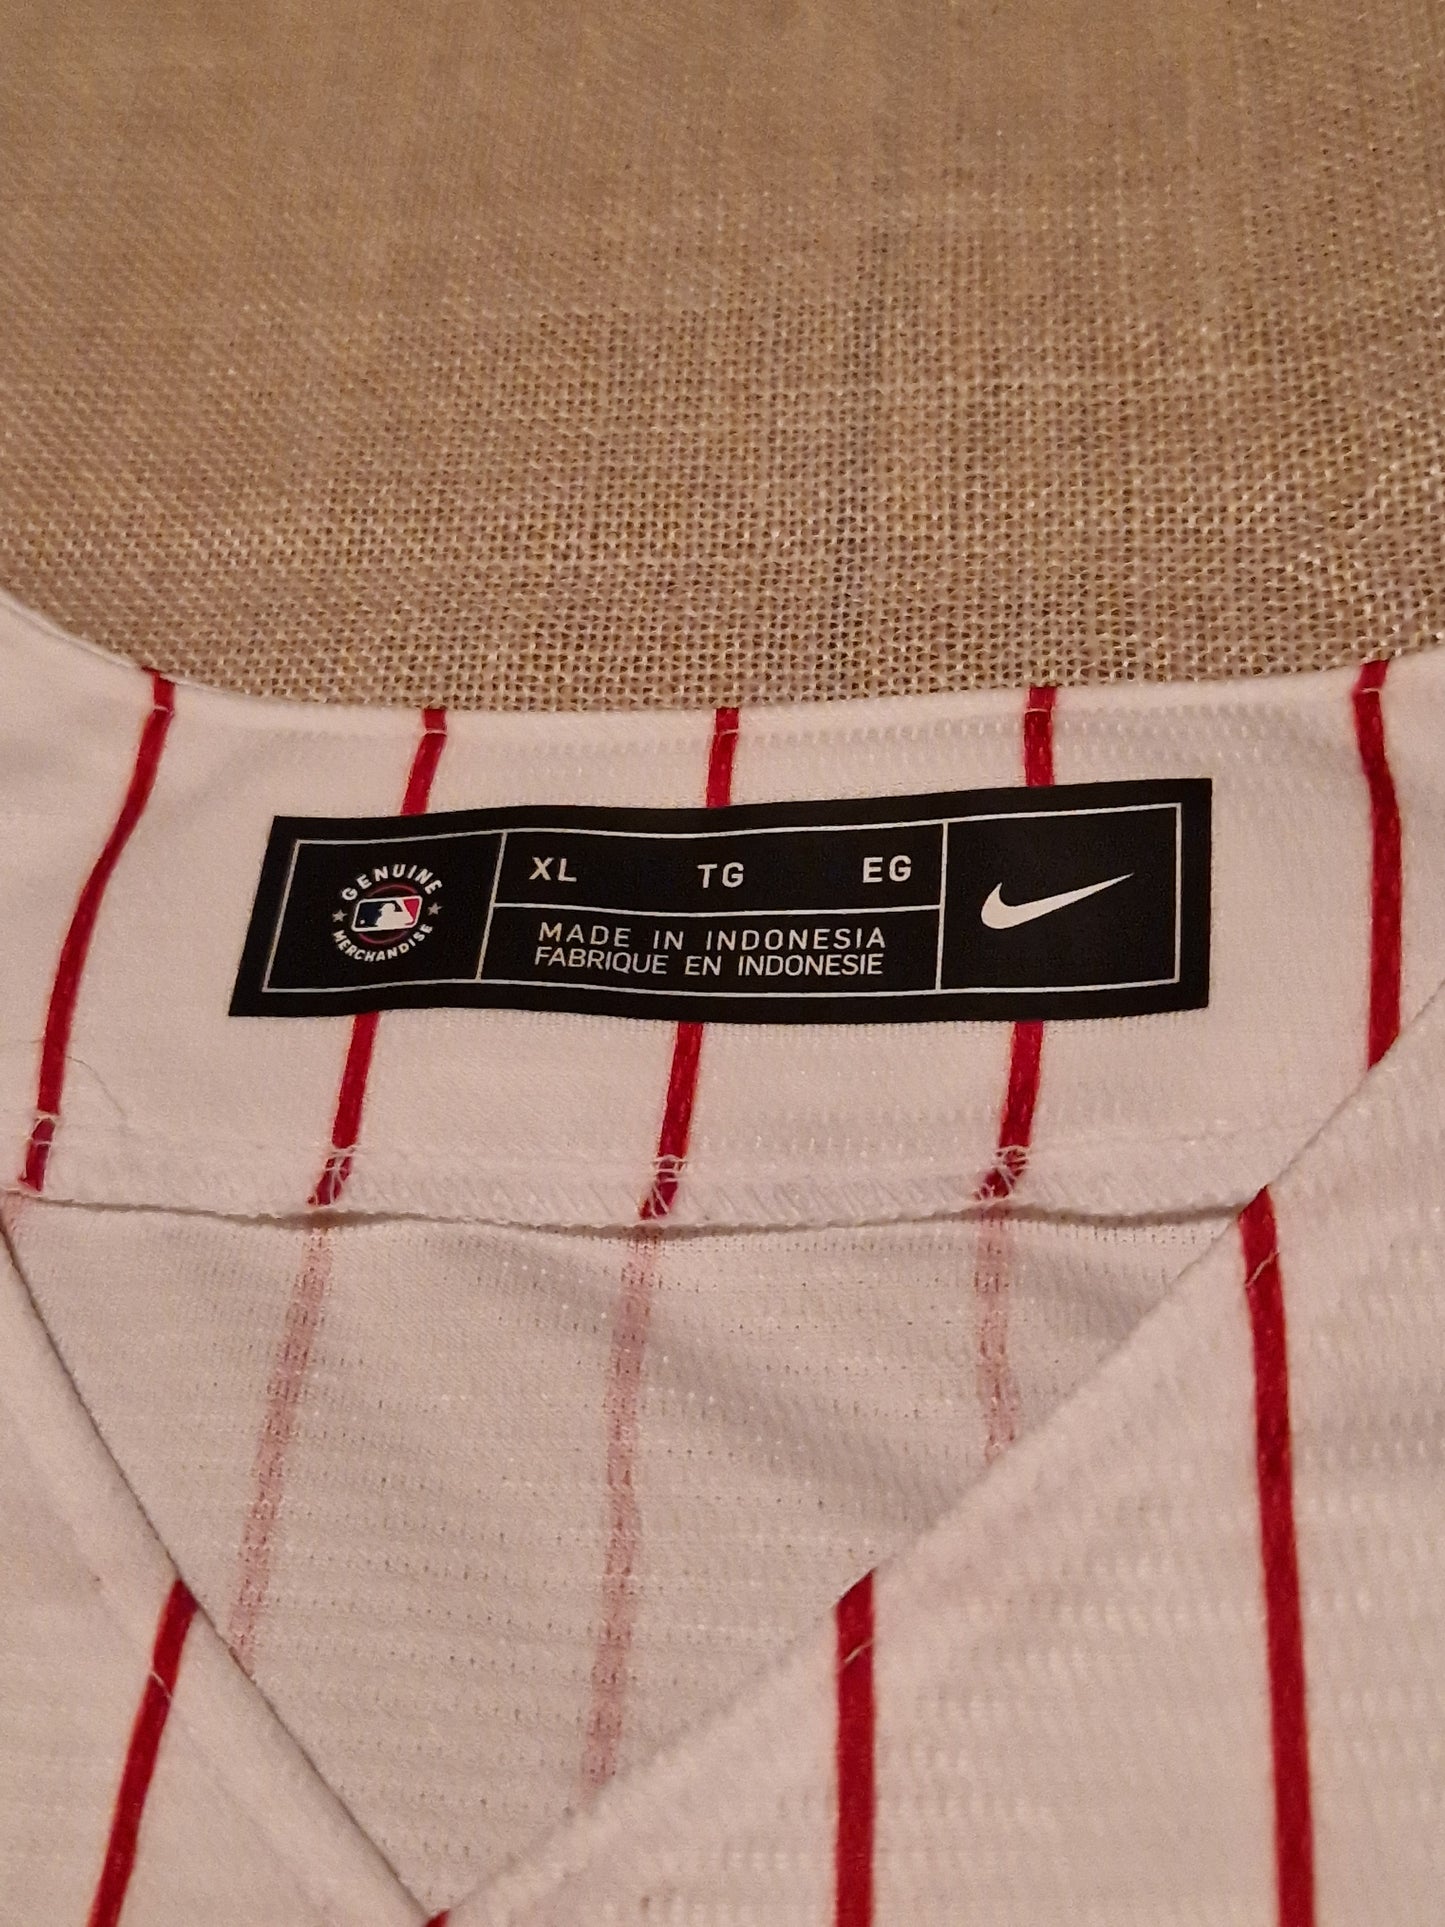 GENUINE
MERCHANDISE
XL TG EG
MADE IN INDONESIA
FABRIQUE EN INDONESIE